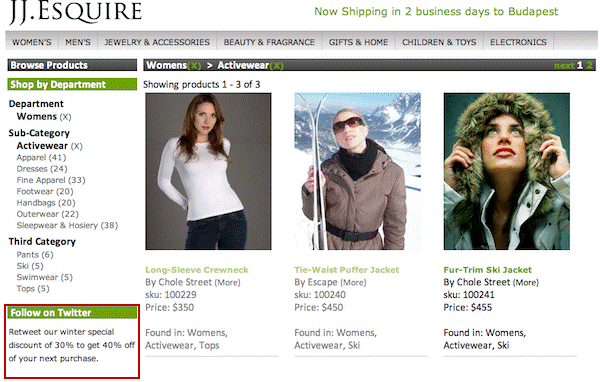 JJ.ESQUIRE
Now Shipping in 2 business days to Budapest
WOMEN'S MEN'S JEWELRY & ACCESSORIES BEAUTY & FRAGRANCE GIFTS & HOME CHILDREN & TOYS ELECTRONICS
Browse Products
Womens(X) > Activewear(X)
next 1 2
Shop by Department
Showing products 1 - 3 of 3
Department
Womens (X)
Sub-Category
Activewear (X)
Apparel (41)
Dresses (24)
Fine Apparel (33)
Footwear (20)
Handbags (20)
Outerwear (22)
Sleepwear & Hosiery (38)
Third Category
Pants (6)
Ski (5)
Swimwear (5)
Tops (5)
Follow on Twitter
Retweet our winter special
discount of 30% to get 40% off
of your next purchase.
Long-Sleeve Crewneck
By Chole Street (More)
sku: 100229
Price: $350
Found in: Womens,
Activewear, Tops
Tie-Waist Puffer Jacket
By Escape (More)
sku: 100240
Price: $450
Found in: Womens,
Activewear, Ski
Fur-Trim Ski Jacket
By Chole Street (More)
sku: 100241
Price: $455
Found in: Womens,
Activewear, Ski